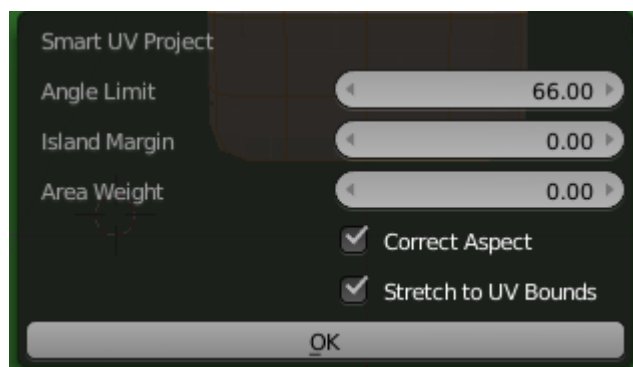 Smart UV Project
Angle Limit 66.00
Island Margin 0.00
Area Weight 0.00
Correct Aspect
Stretch to UV Bounds
OK